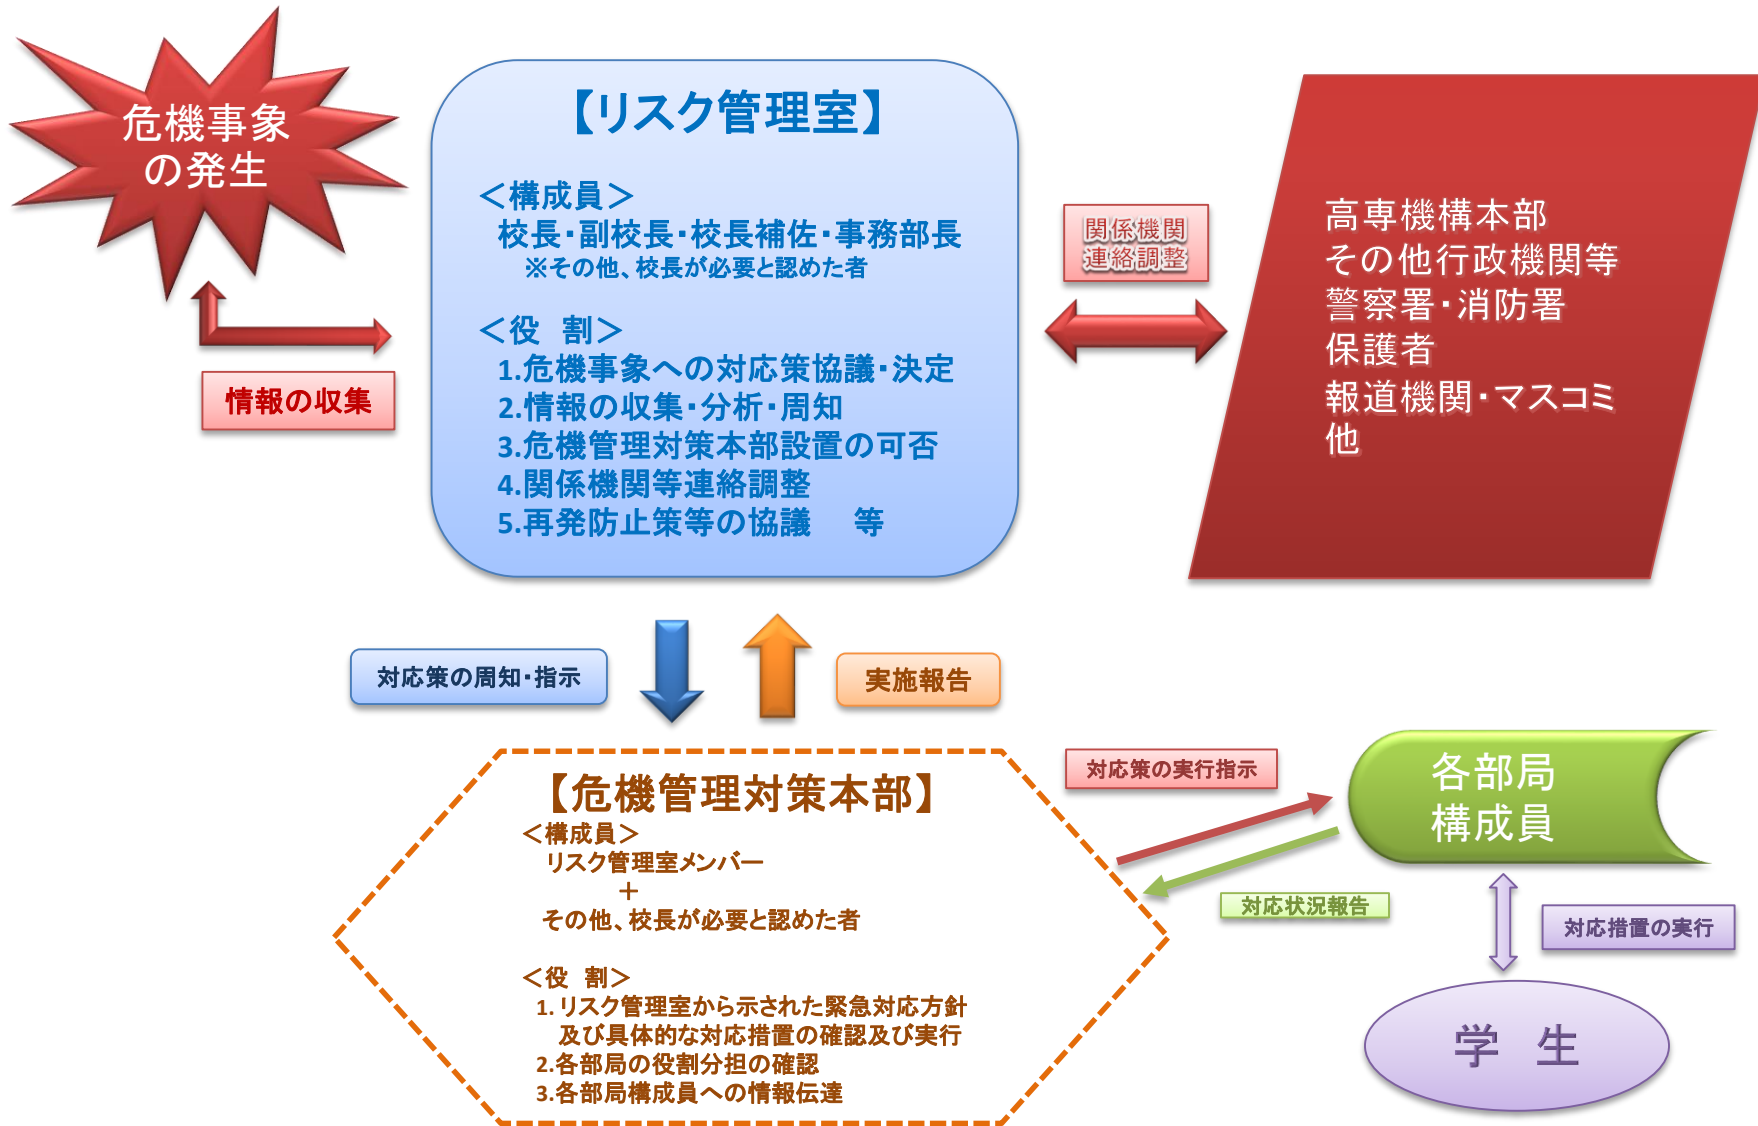 危機事象
の発生
情報の収集
【リスク管理室】
＜構成員＞
校長・副校長・校長補佐・事務部長
※その他、校長が必要と認めた者
＜役　割＞
1.危機事象への対応策協議・決定
2.情報の収集・分析・周知
3.危機管理対策本部設置の可否
4.関係機関等連絡調整
5.再発防止策等の協議　等
関係機関
連絡調整
高専機構本部
その他行政機関等
警察署・消防署
保護者
報道機関・マスコミ
他
対応策の周知・指示
実施報告
【危機管理対策本部】
＜構成員＞
リスク管理室メンバー
＋
その他、校長が必要と認めた者
＜役　割＞
1. リスク管理室から示された緊急対応方針
及び具体的な対応措置の確認及び実行
2.各部局の役割分担の確認
3.各部局構成員への情報伝達
対応策の実行指示
対応状況報告
各部局
構成員
対応措置の実行
学　生